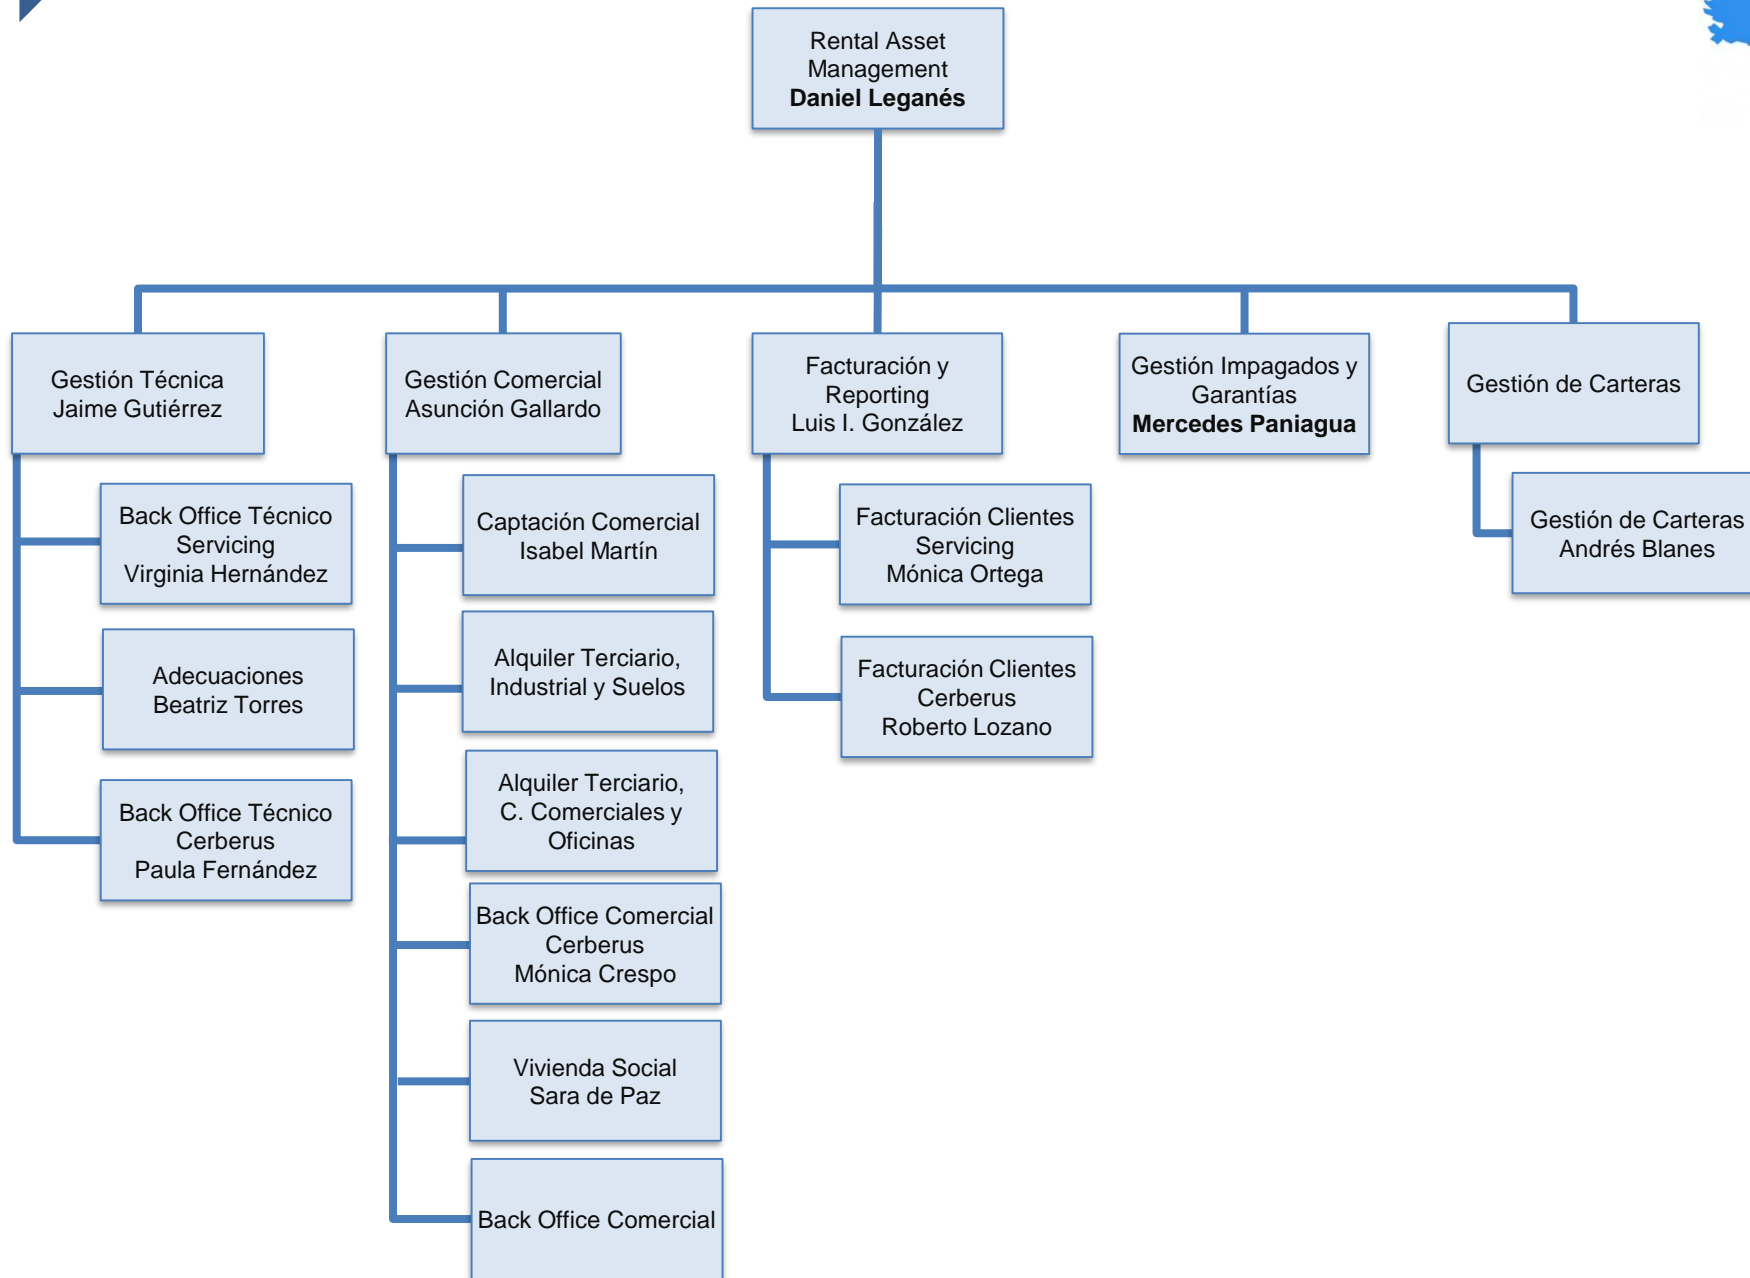 Rental Asset
Management
Daniel Leganés
Gestión Técnica
Jaime Gutiérrez
Back Office Técnico
Servicing
Virginia Hernández
Adecuaciones
Beatriz Torres
Back Office Técnico
Cerberus
Paula Fernández
Gestión Comercial
Asunción Gallardo
Captación Comercial
Isabel Martín
Alquiler Terciario,
Industrial y Suelos
Alquiler Terciario,
C. Comerciales y
Oficinas
Back Office Comercial
Cerberus
Mónica Crespo
Vivienda Social
Sara de Paz
Back Office Comercial
Facturación y
Reporting
Luis I. González
Facturación Clientes
Servicing
Mónica Ortega
Facturación Clientes
Cerberus
Roberto Lozano
Gestión Impagados y
Garantías
Mercedes Paniagua
Gestión de Carteras
Gestión de Carteras
Andrés Blanes